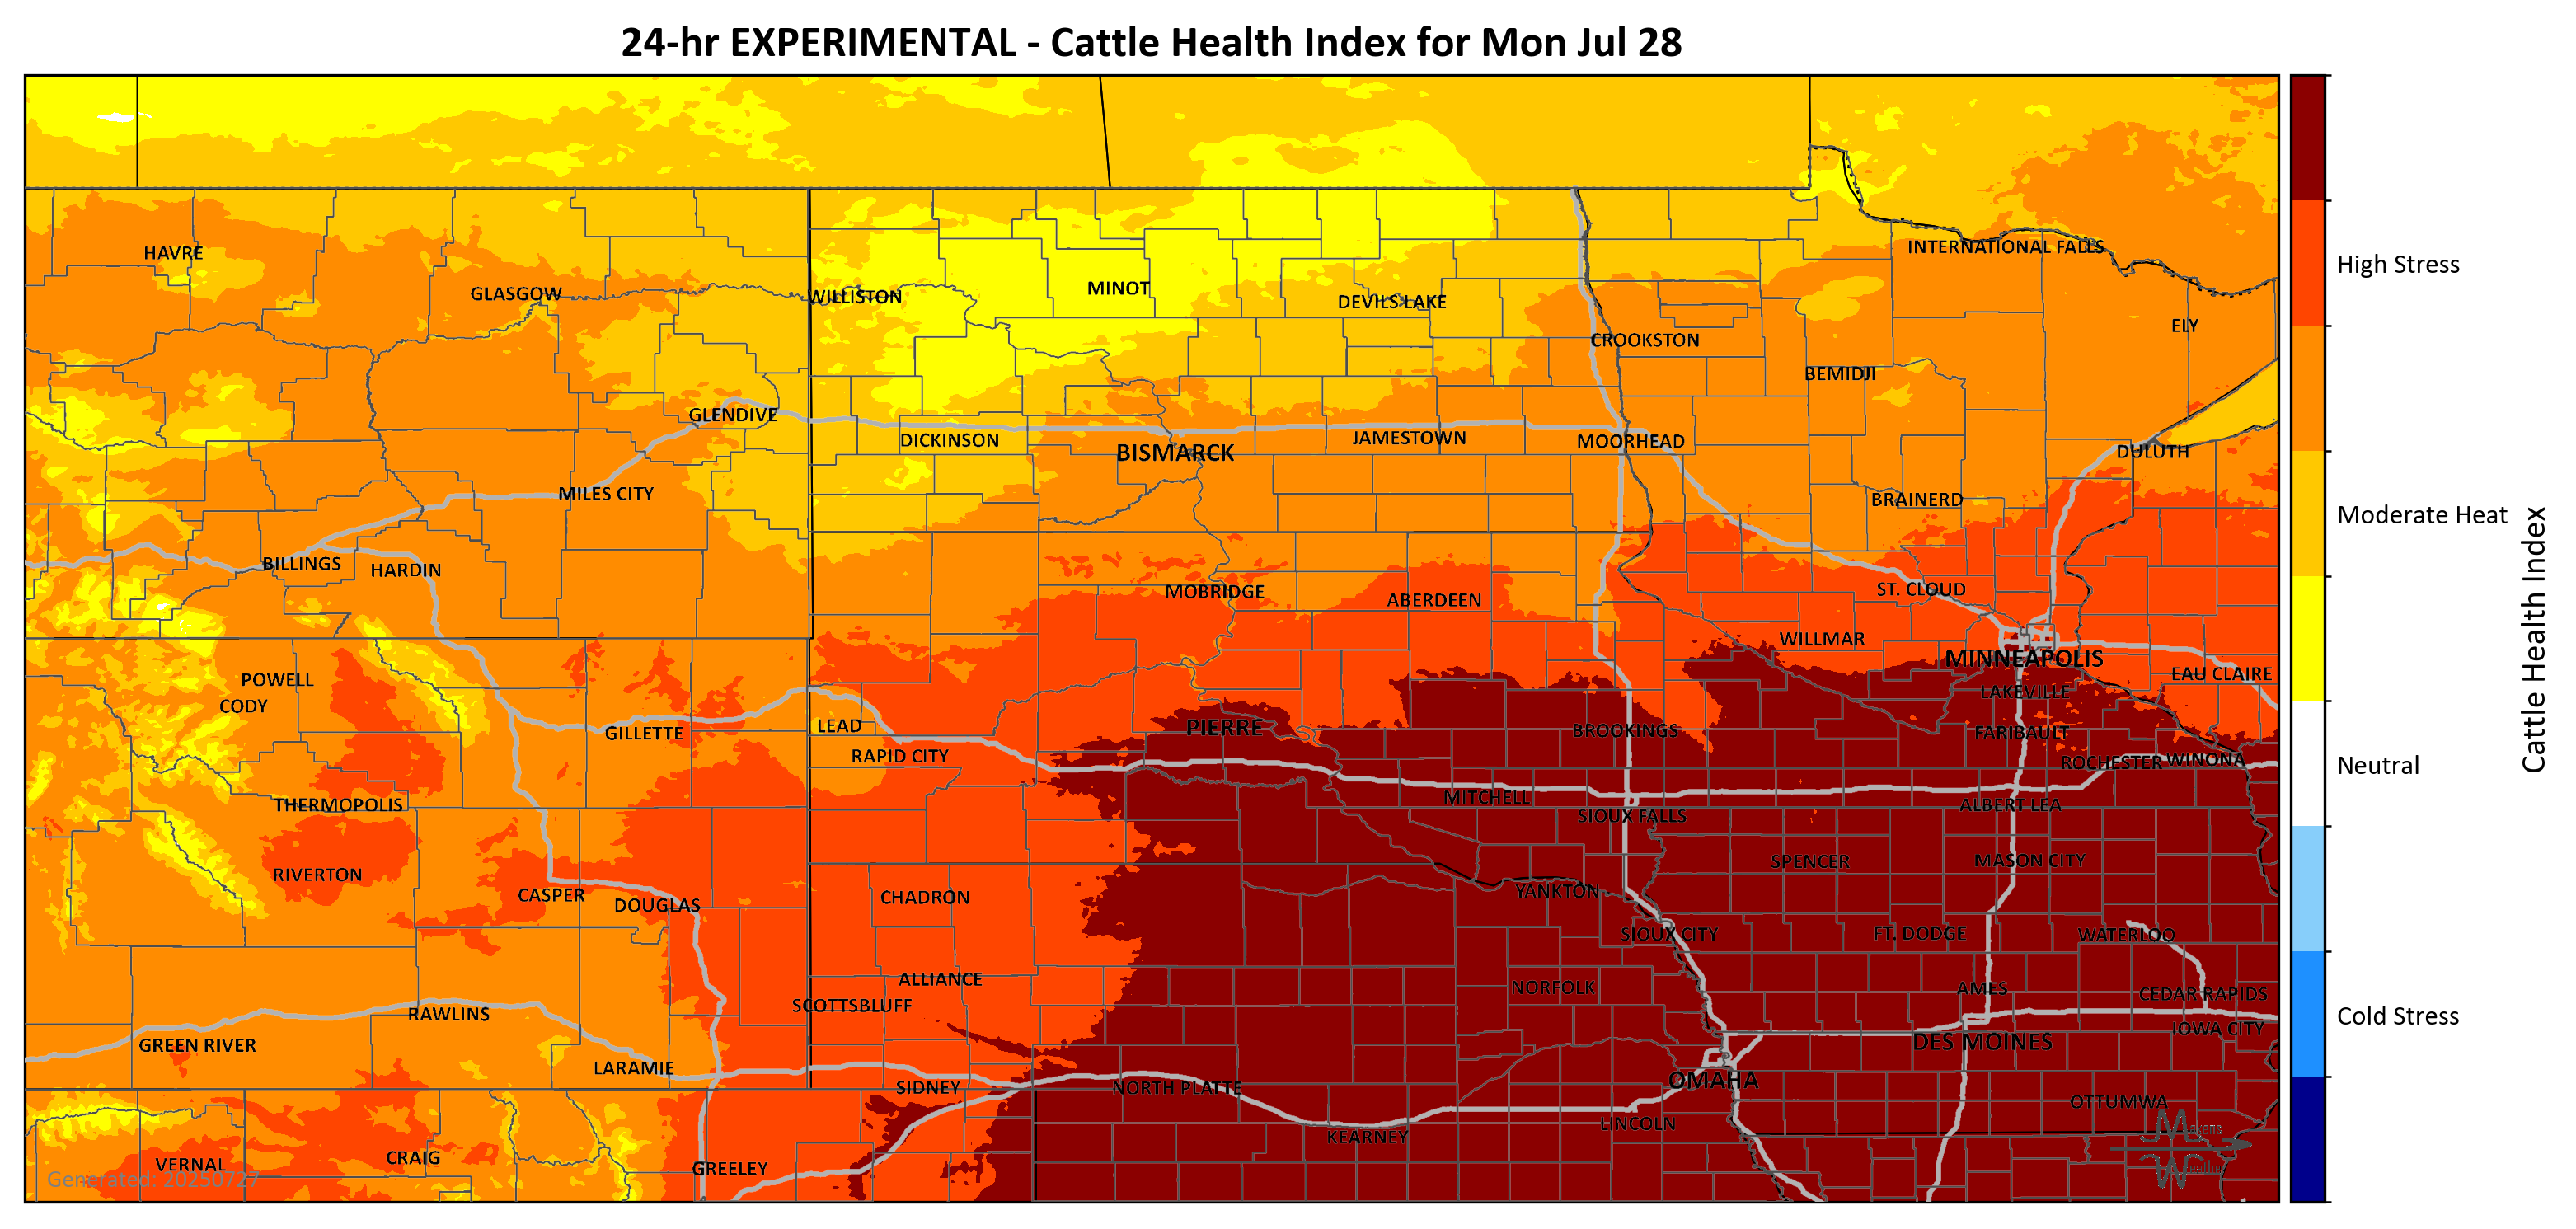 24-hr EXPERIMENTAL - Cattle Health Index for Mon Jul 28
HAVRE
INTERNATIONAL FALLS
GLASGOW
WILLISTON
MINOT
DEVILS LAKE
ELY
CROOKSTON
BEMIDJI
GLENDIVE
DICKINSON
BISMARCK
JAMESTOWN
MOORHEAD
DULUTH
MILES CITY
BRAINERD
BILLINGS
HARDIN
MOBRIDGE
ABERDEEN
ST. CLOUD
WILLMAR
MINNEAPOLIS
EAU CLAIRE
POWELL
CODY
LAKEVILLE
GILLETTE
LEAD
PIERRE
BROOKINGS
FARIBAULT
RAPID CITY
ROCHESTER
WINONA
THERMOPOLIS
MITCHELL
SIOUX FALLS
ALBERT LEA
RIVERTON
SPENCER
MASON CITY
CASPER
DOUGLAS
CHADRON
YANKTON
SIOUX CITY
FT. DODGE
WATERLOO
ALLIANCE
SCOTTSBLUFF
NORFOLK
AMES
CEDAR RAPIDS
RAWLINS
IOWA CITY
GREEN RIVER
DES MOINES
LARAMIE
SIDNEY
NORTH PLATTE
OMAHA
OTTUMWA
LINCOLN
KEARNEY
VERNAL
CRAIG
GREELEY
Generated: 20250727
High Stress
Moderate Heat
Neutral
Cold Stress
Cattle Health Index